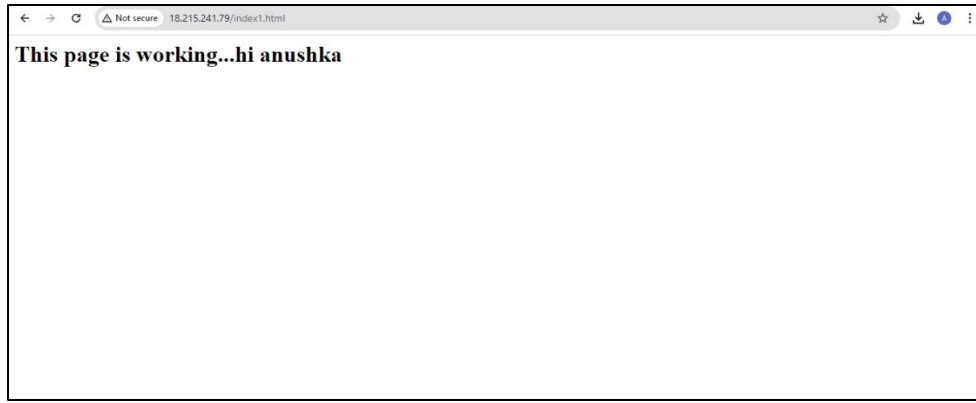 Not secure 18.215.241.79/index1.html A
This page is working...hi anushka